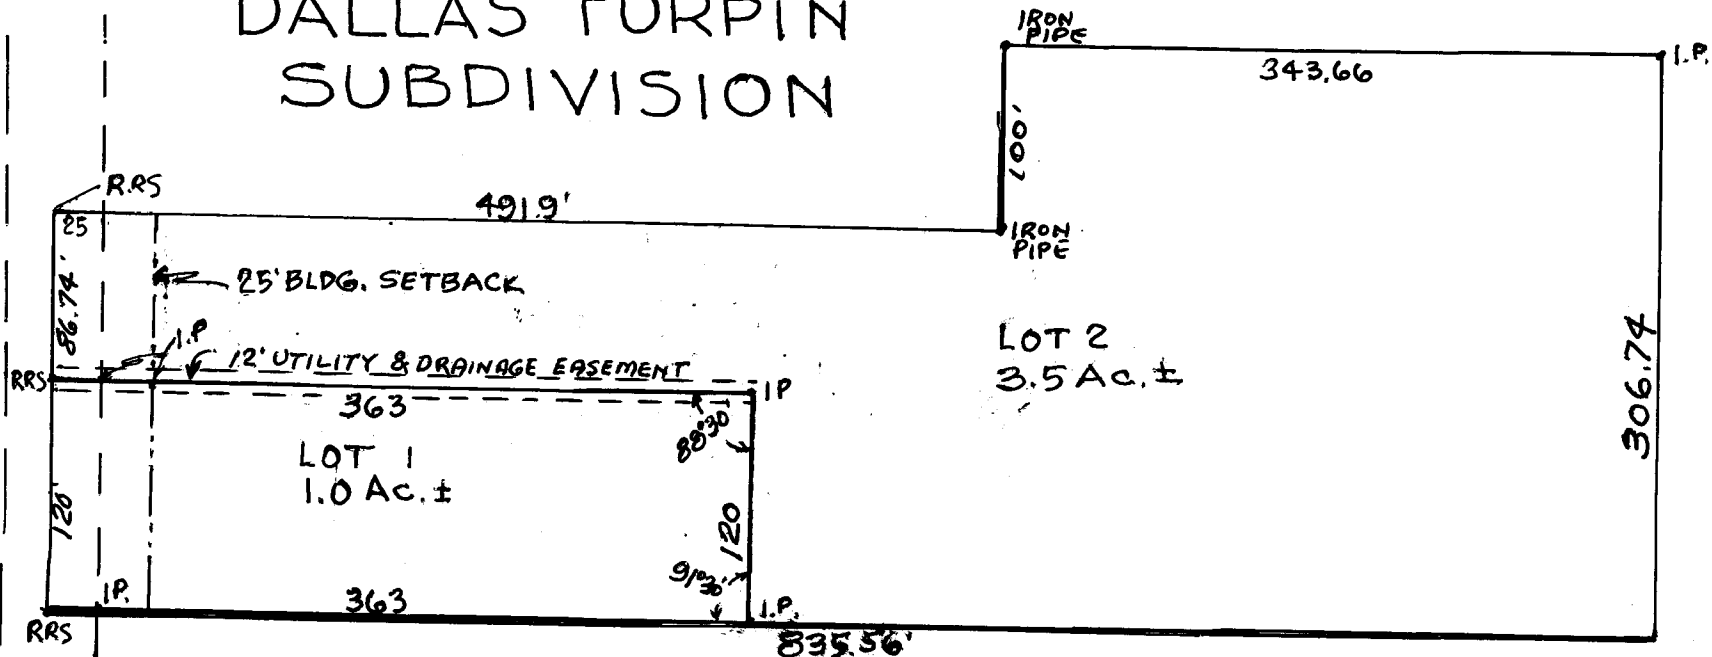 DALLAS TURPIN
SUBDIVISION
IRON
PIPE
I.P.
343.66
100'
R.RS
491.9'
25
IRON
PIPE
86.74'
25' BLDG. SETBACK
I.P
12' UTILITY & DRAINAGE EASEMENT
RRS
I P
363
88°30'
LOT 2
3.5 Ac. ±
306.74
LOT 1
1.0 Ac. ±
120'
120
91°30'
I.P.
363
I.P.
RRS
835.56'